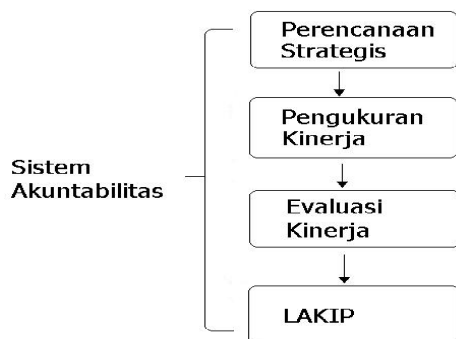 Perencanaan
Strategis
Pengukuran
Kinerja
Sistem
Akuntabilitas
Evaluasi
Kinerja
LAKIP